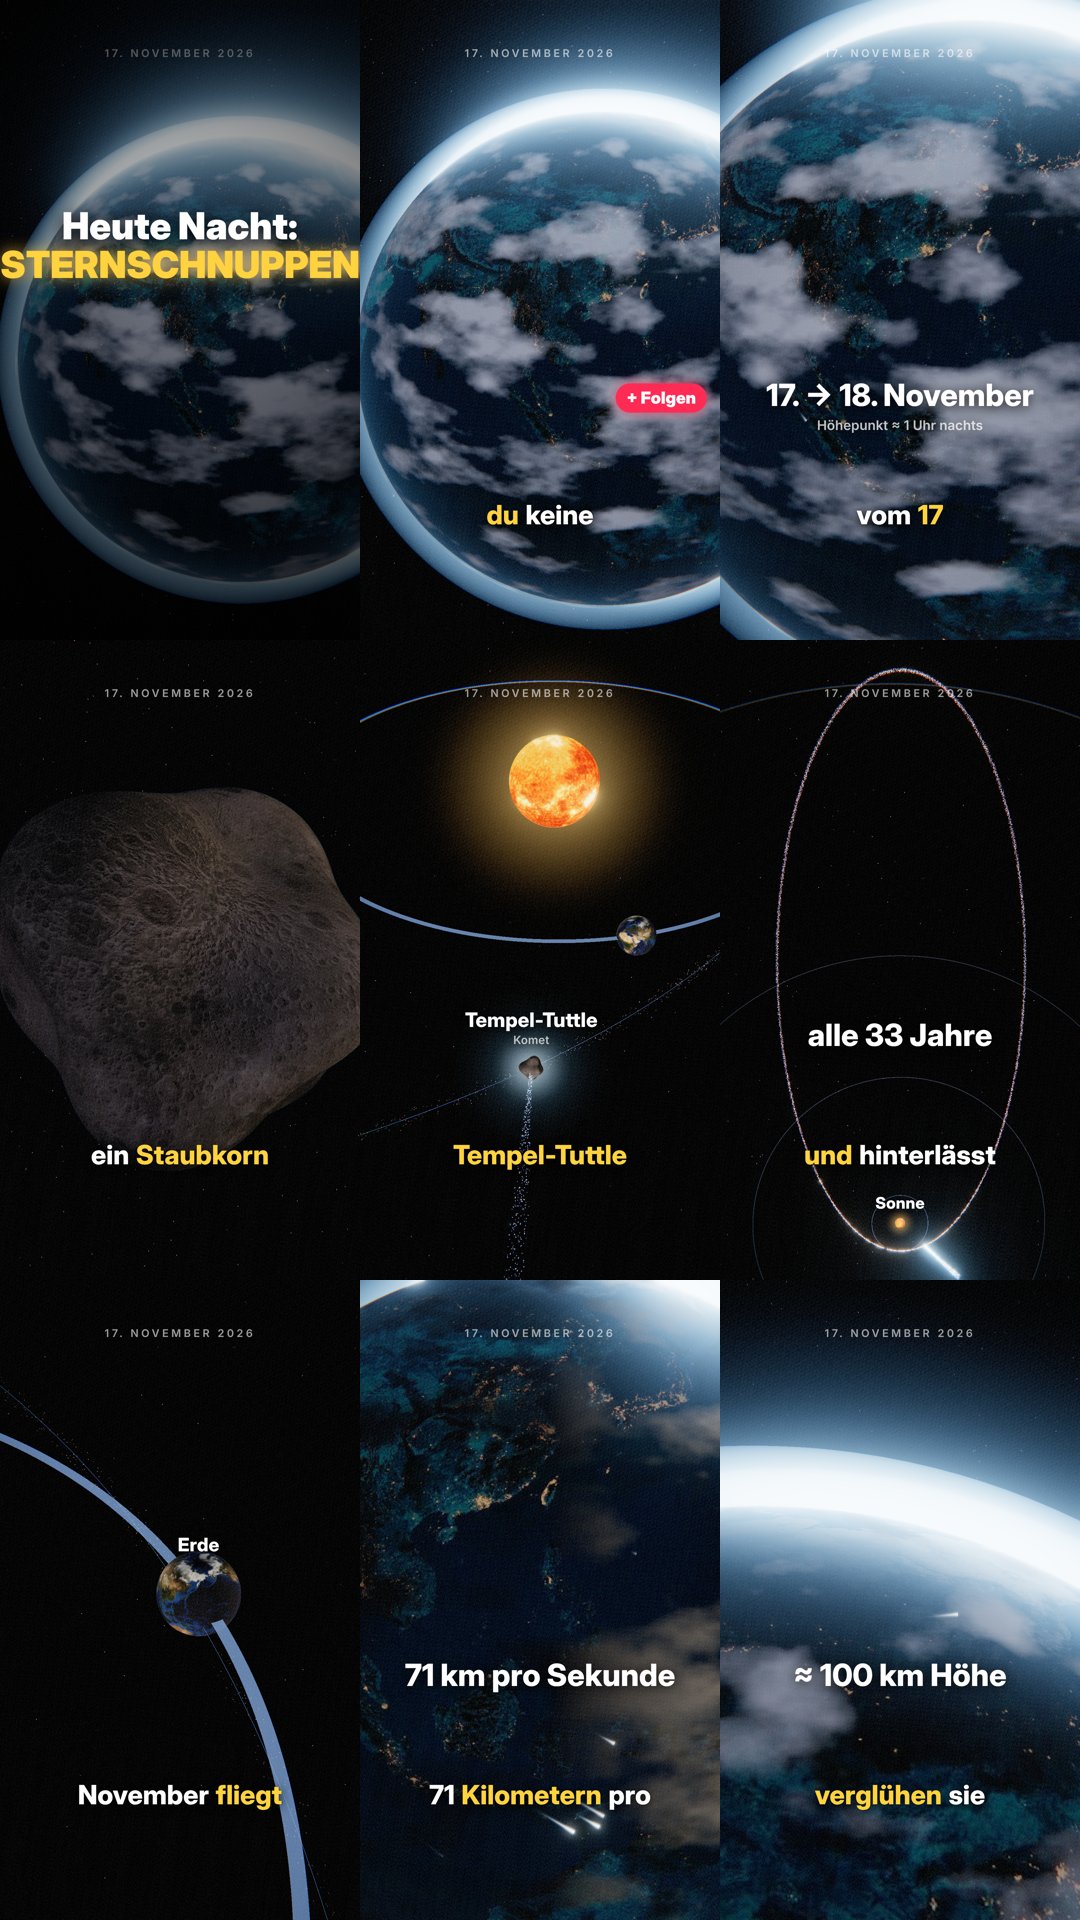 17. NOVEMBER 2026
Heute Nacht:
STERNSCHNUPPEN
17. NOVEMBER 2026
+ Folgen
du keine
17. NOVEMBER 2026
17. → 18. November
Höhepunkt ≈ 1 Uhr nachts
vom 17
17. NOVEMBER 2026
ein Staubkorn
17. NOVEMBER 2026
Tempel-Tuttle
Komet
Tempel-Tuttle
17. NOVEMBER 2026
alle 33 Jahre
und hinterlässt
Sonne
17. NOVEMBER 2026
Erde
November fliegt
17. NOVEMBER 2026
71 km pro Sekunde
71 Kilometern pro
17. NOVEMBER 2026
≈ 100 km Höhe
verglühen sie